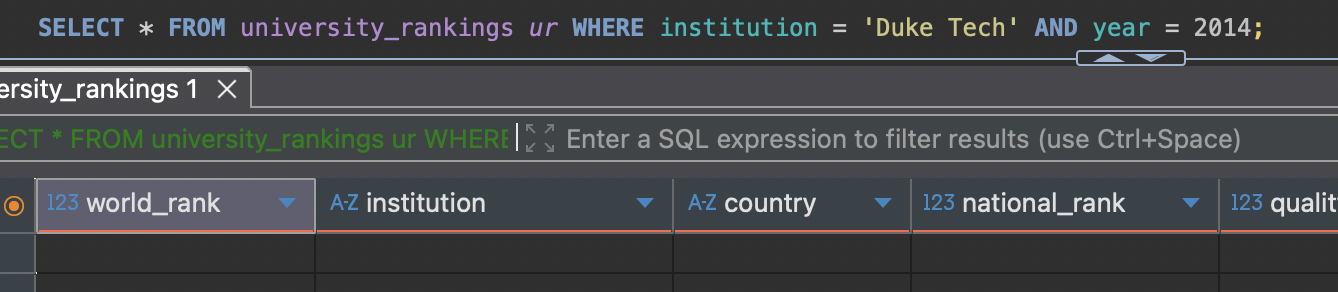 SELECT * FROM university_rankings ur WHERE institution = 'Duke Tech' AND year = 2014;
ersity_rankings 1
ECT * FROM university_rankings ur WHERE Enter a SQL expression to filter results (use Ctrl+Space)
123 world_rank A-Z institution A-Z country 123 national_rank 123 qualit